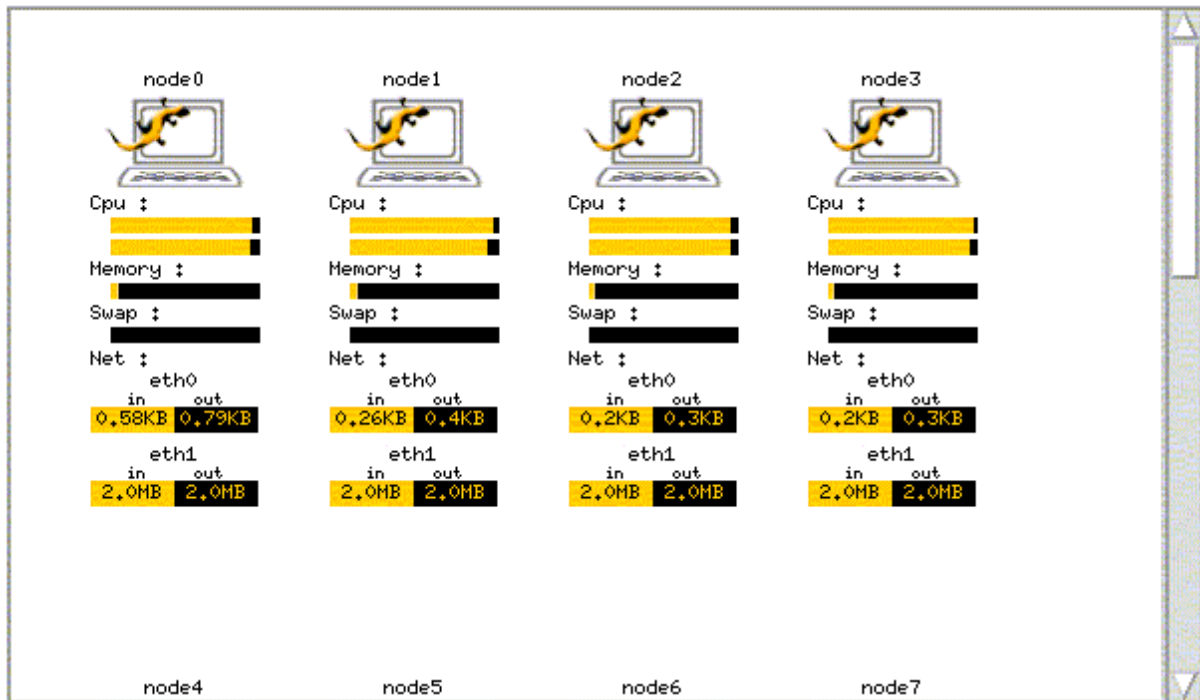 node0 node1 node2 node3
Cpu : Cpu : Cpu : Cpu :
Memory : Memory : Memory : Memory :
Swap : Swap : Swap : Swap :
Net : Net : Net : Net :
eth0 eth0 eth0 eth0
in out in out in out in out
0.58KB 0.79KB 0.26KB 0.4KB 0.2KB 0.3KB 0.2KB 0.3KB
eth1 eth1 eth1 eth1
in out in out in out in out
2.0MB 2.0MB 2.0MB 2.0MB 2.0MB 2.0MB 2.0MB 2.0MB
node4 node5 node6 node7